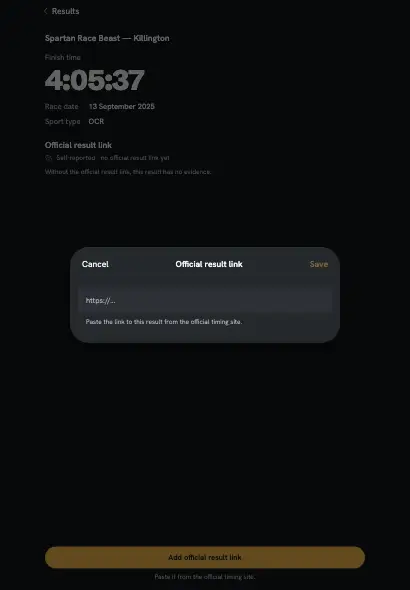 Results
Spartan Race Beast — Killington
Finish time
4:05:37
Race date 13 September 2025
Sport type OCR
Official result link
Self-reported · no official result link yet
Without the official result link, this result has no evidence.
Cancel Official result link Save
https://...
Paste the link to this result from the official timing site.
Add official result link
Paste it from the official timing site.